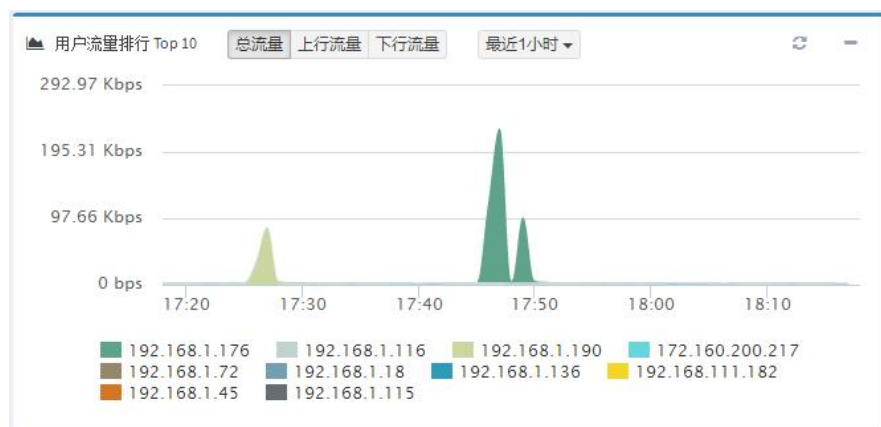 用户流量排行 Top 10 总流量 上行流量 下行流量 最近1小时
292.97 Kbps
195.31 Kbps
97.66 Kbps
0 bps
17:20 17:30 17:40 17:50 18:00 18:10
192.168.1.176 192.168.1.116 192.168.1.190 172.160.200.217
192.168.1.72 192.168.1.18 192.168.1.136 192.168.111.182
192.168.1.45 192.168.1.115